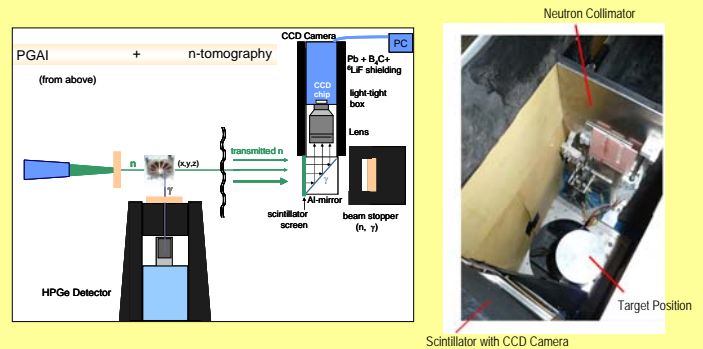 PGAI + n-tomography
(from above)
CCD Camera
PC
Pb + B₄C+
⁶LiF shielding
CCD
chip
light-tight
box
Lens
transmitted n
n
(x,y,z)
γ
γ
Al-mirror
scintillator
screen
beam stopper
(n, γ)
HPGe Detector
Neutron Collimator
Target Position
Scintillator with CCD Camera